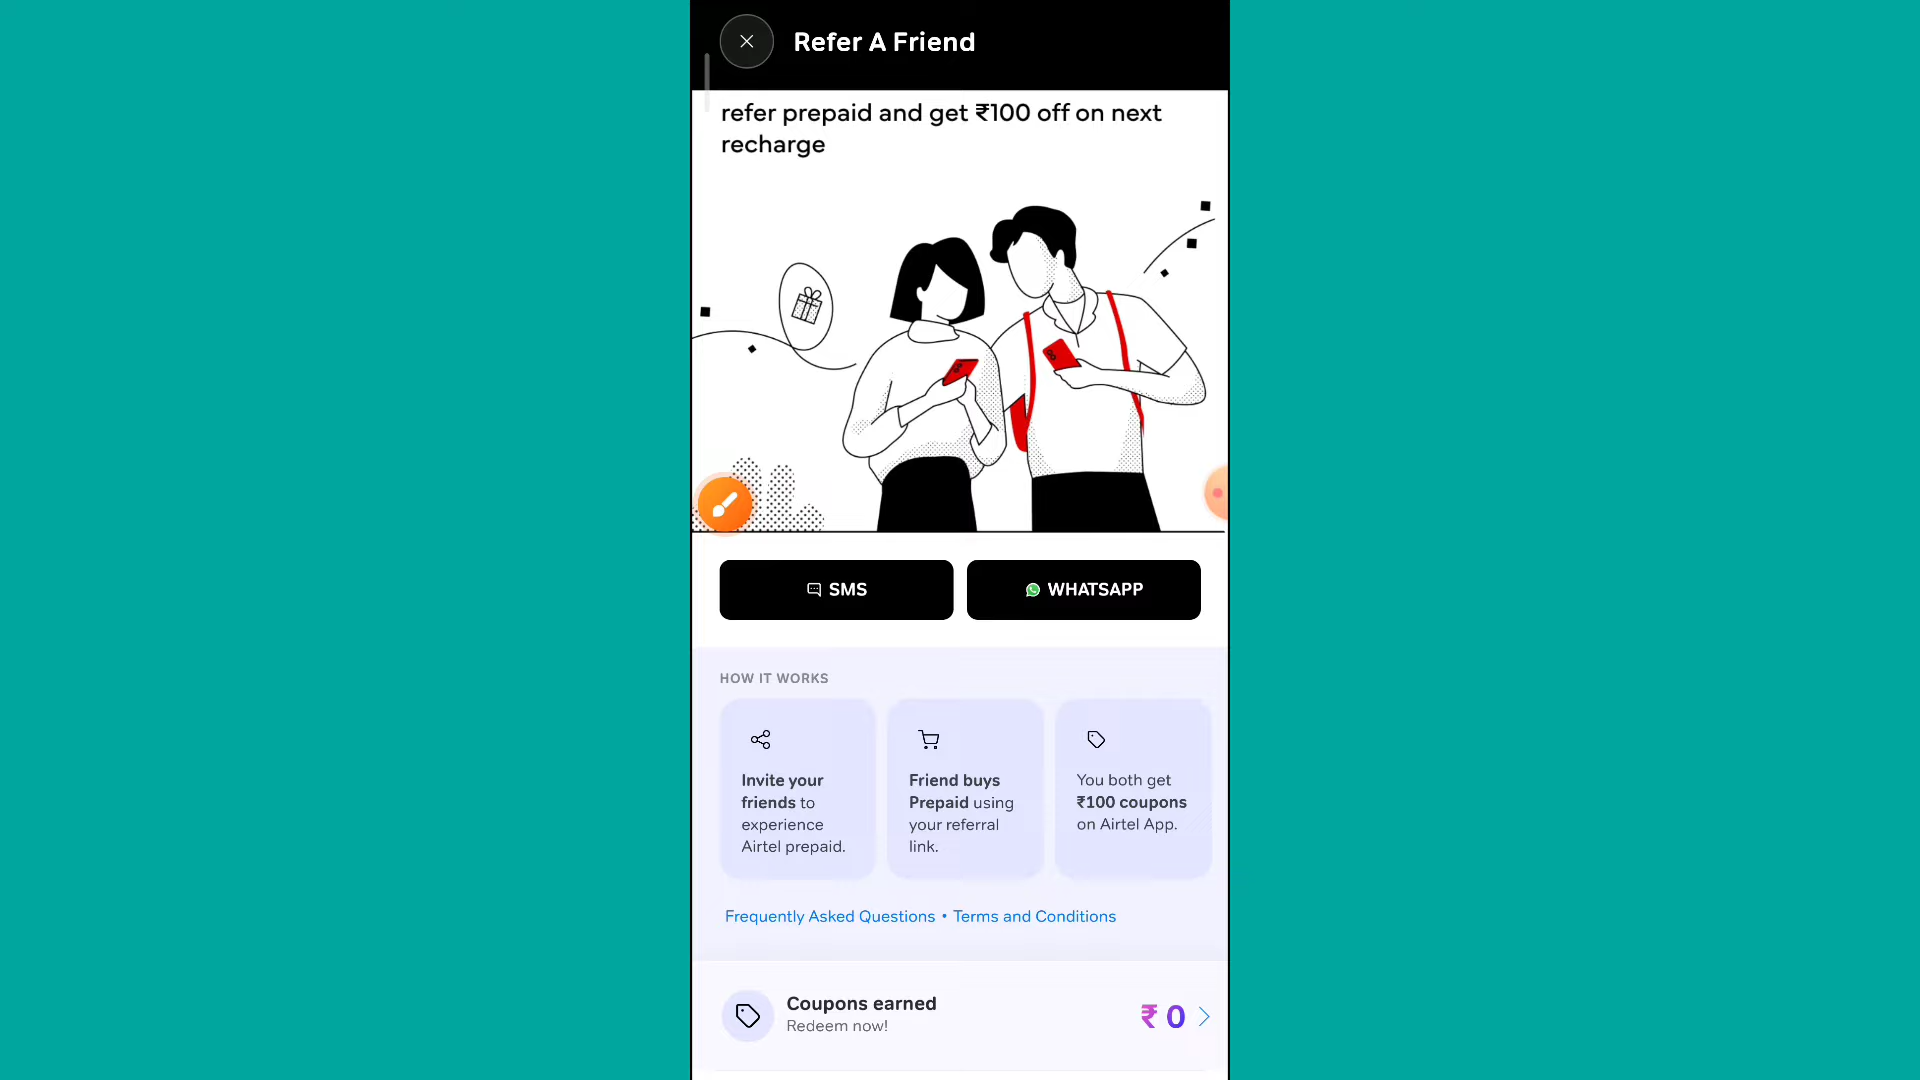 Refer A Friend
refer prepaid and get ₹100 off on next
recharge
SMS
WHATSAPP
HOW IT WORKS
Invite your
friends to
experience
Airtel prepaid.
Friend buys
Prepaid using
your referral
link.
You both get
₹100 coupons
on Airtel App.
Frequently Asked Questions • Terms and Conditions
Coupons earned
Redeem now!
₹ 0